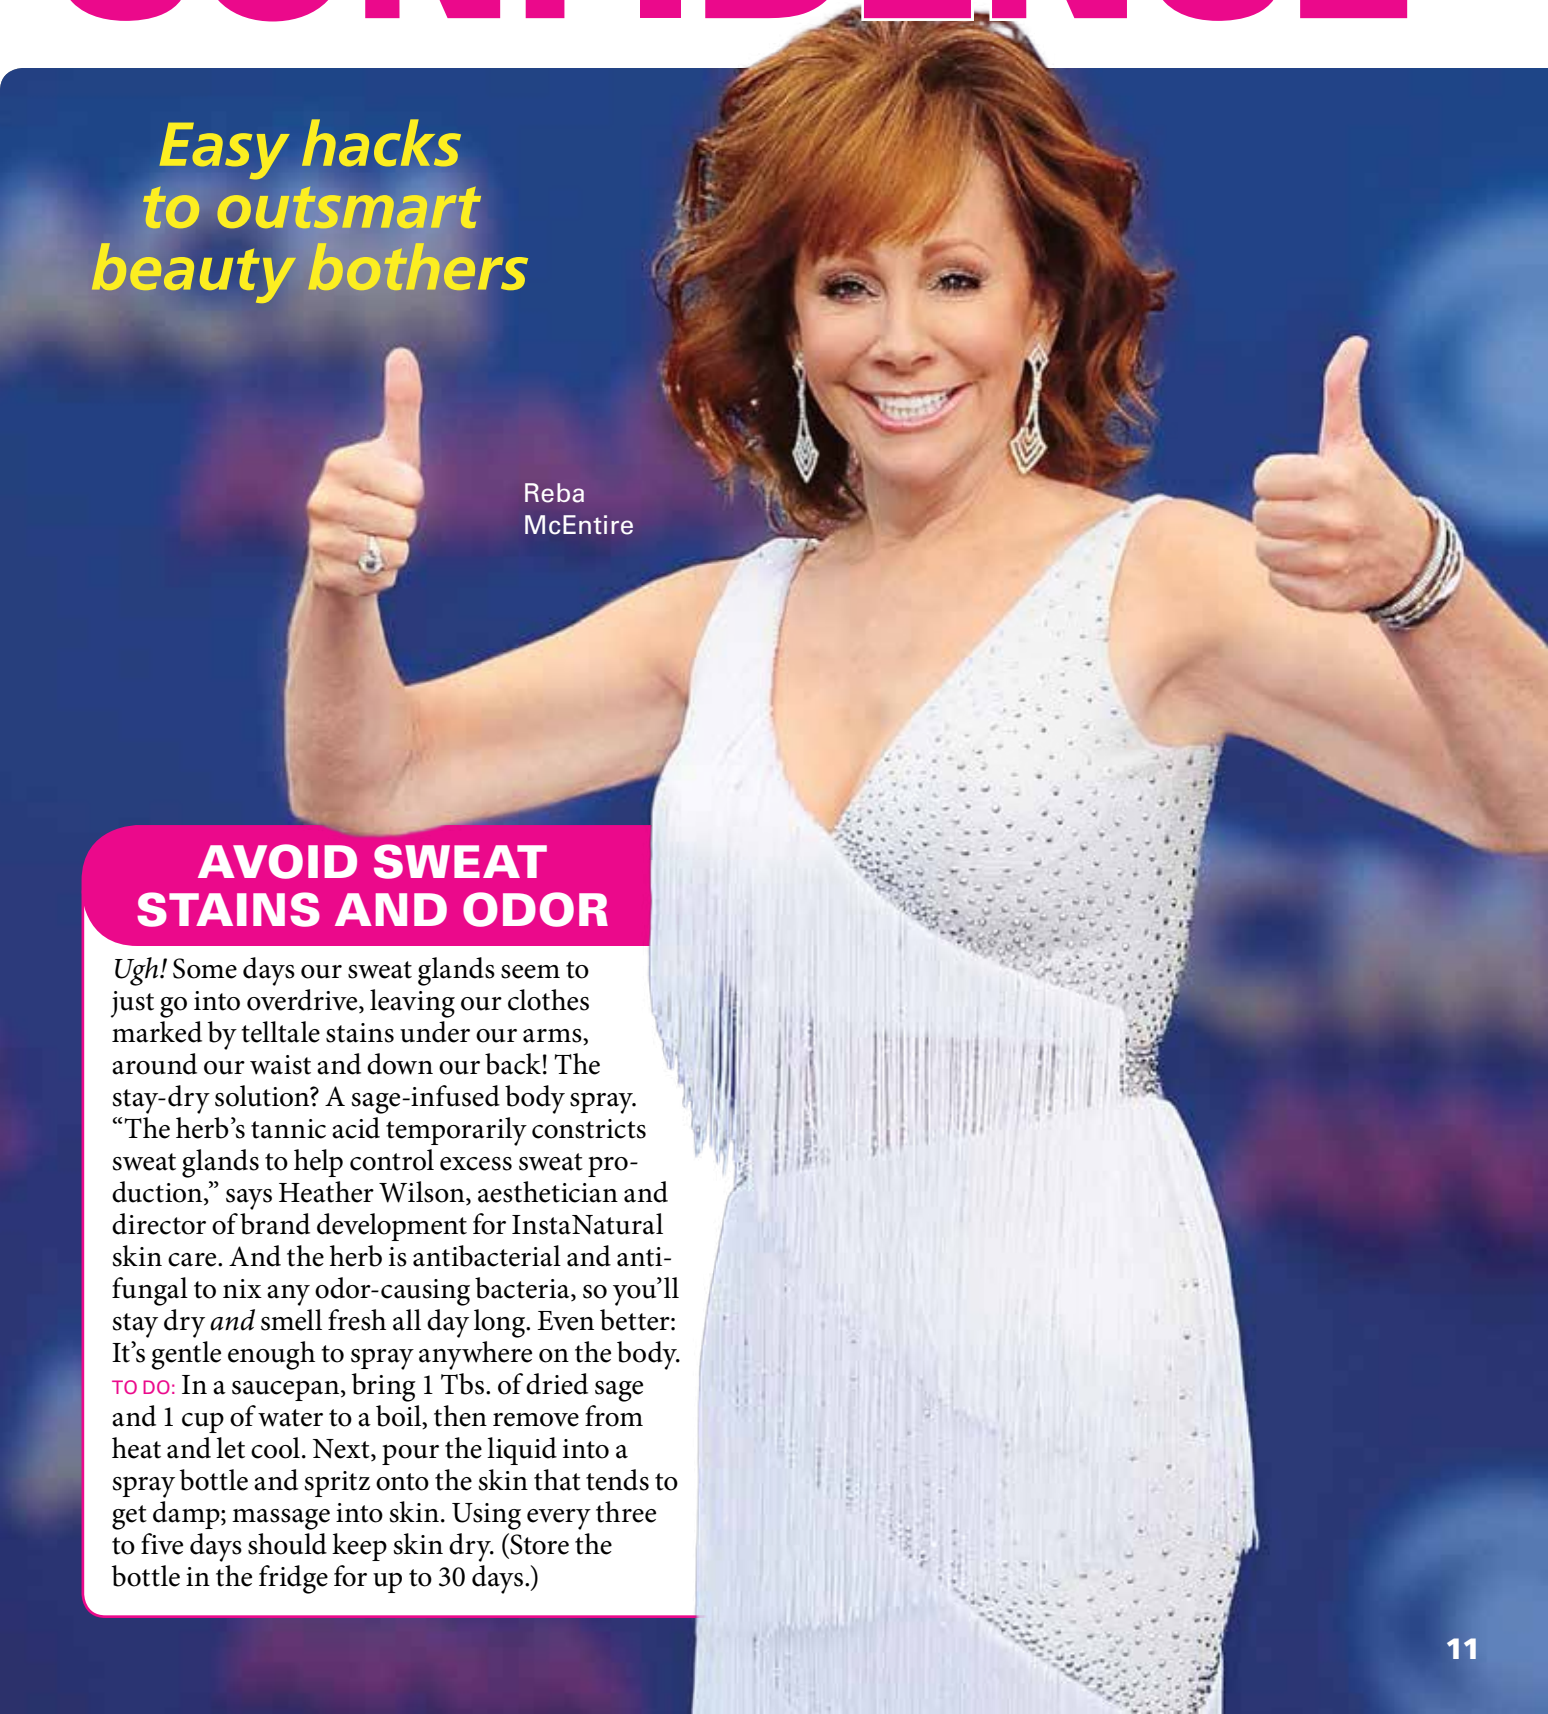 CONFIDENCE
Easy hacks
to outsmart
beauty bothers
Reba
McEntire
AVOID SWEAT
STAINS AND ODOR
Ugh! Some days our sweat glands seem to
just go into overdrive, leaving our clothes
marked by telltale stains under our arms,
around our waist and down our back! The
stay-dry solution? A sage-infused body spray.
“The herb’s tannic acid temporarily constricts
sweat glands to help control excess sweat pro-
duction,” says Heather Wilson, aesthetician and
director of brand development for InstaNatural
skin care. And the herb is antibacterial and anti-
fungal to nix any odor-causing bacteria, so you’ll
stay dry and smell fresh all day long. Even better:
It’s gentle enough to spray anywhere on the body.
TO DO: In a saucepan, bring 1 Tbs. of dried sage
and 1 cup of water to a boil, then remove from
heat and let cool. Next, pour the liquid into a
spray bottle and spritz onto the skin that tends to
get damp; massage into skin. Using every three
to five days should keep skin dry. (Store the
bottle in the fridge for up to 30 days.)
11